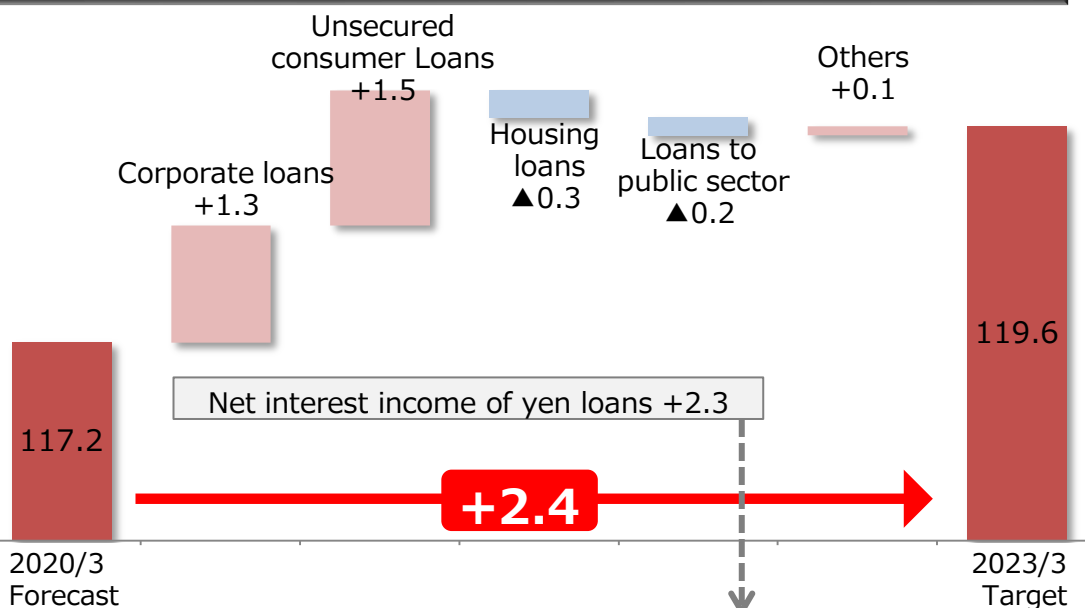 Unsecured
consumer Loans
+1.5
Others
+0.1
Corporate loans
+1.3
Housing
loans
▲0.3
Loans to
public sector
▲0.2
117.2
119.6
Net interest income of yen loans +2.3
+2.4
2020/3
Forecast
2023/3
Target